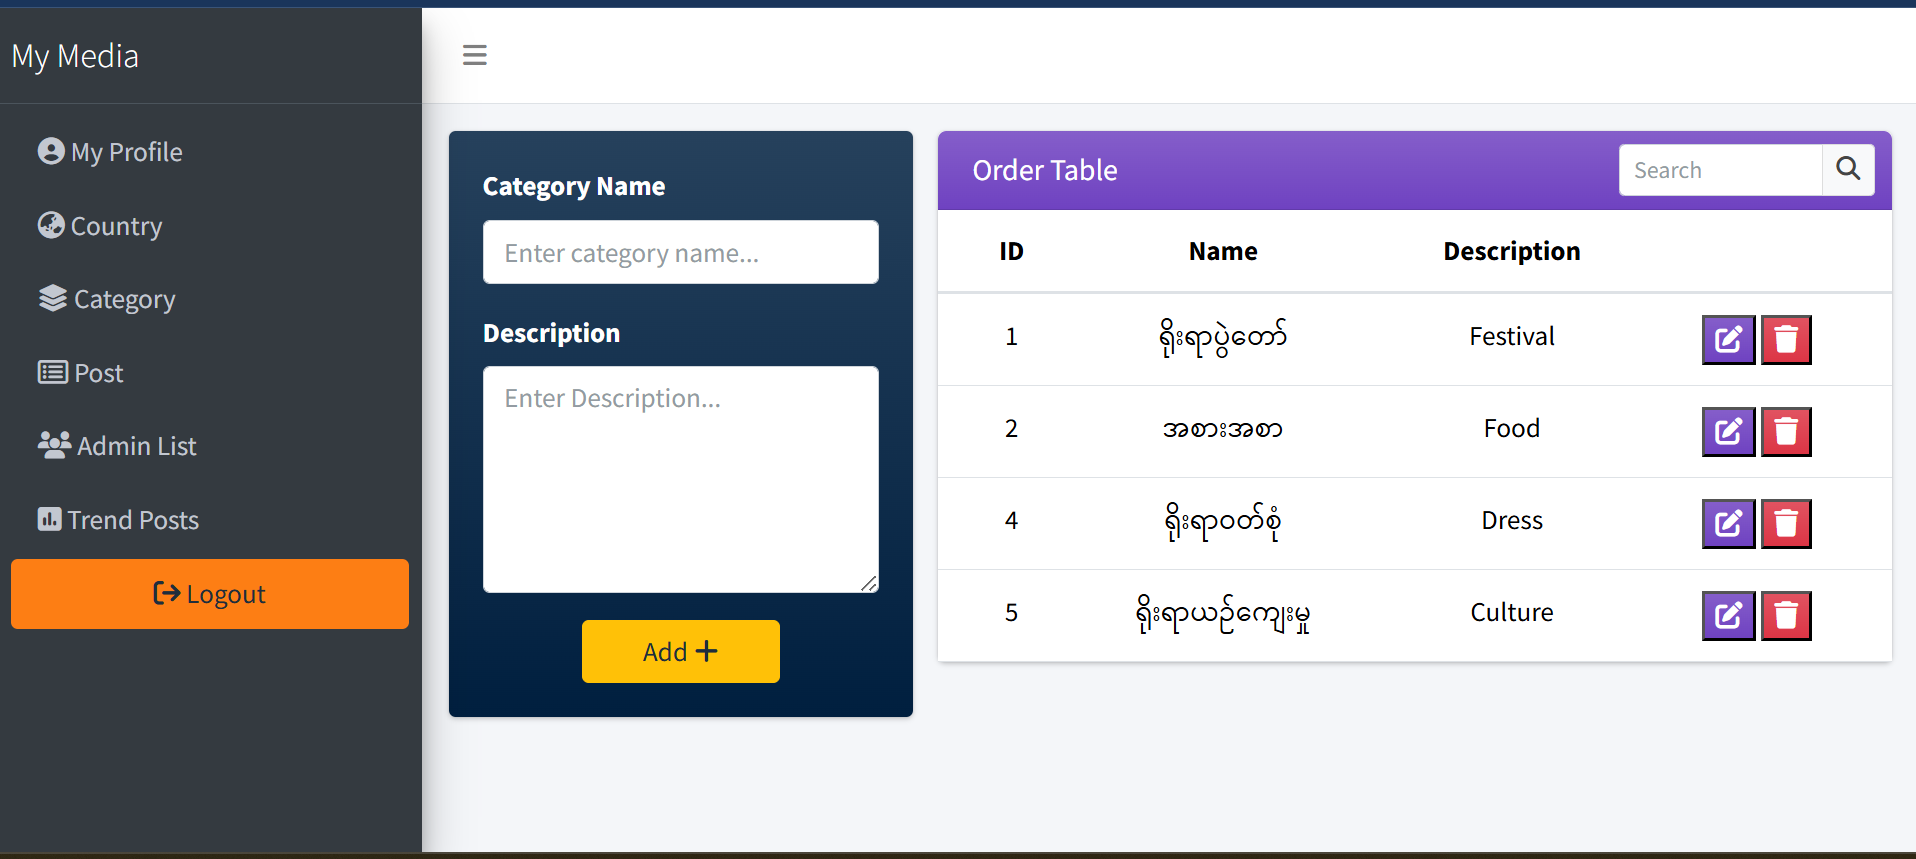 My Media
My Profile
Country
Category
Post
Admin List
Trend Posts
Logout
Category Name
Enter category name...
Description
Enter Description...
Add
Order Table
Search
ID Name Description
1 ရိုးရာပွဲတော် Festival
2 အစားအစာ Food
4 ရိုးရာဝတ်စုံ Dress
5 ရိုးရာယဉ်ကျေးမှု Culture